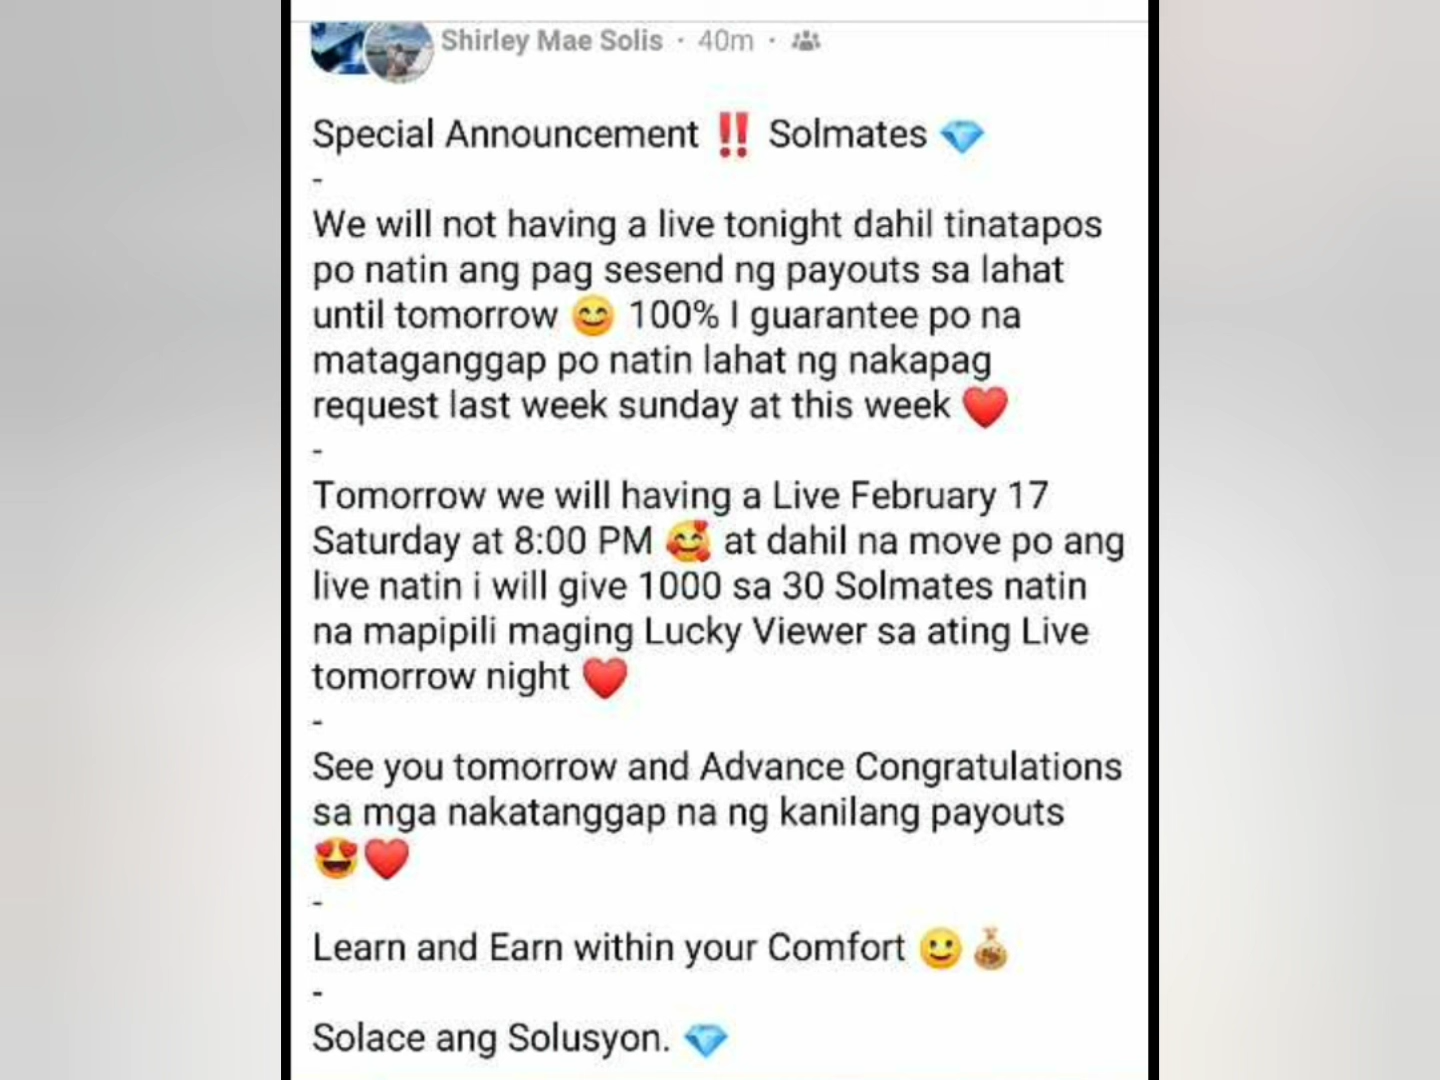 Shirley Mae Solis · 40m ·
Special Announcement ‼️ Solmates 💎
-
We will not having a live tonight dahil tinatapos
po natin ang pag sesend ng payouts sa lahat
until tomorrow 😊 100% I guarantee po na
mataganggap po natin lahat ng nakapag
request last week sunday at this week ❤️
-
Tomorrow we will having a Live February 17
Saturday at 8:00 PM 🥰 at dahil na move po ang
live natin i will give 1000 sa 30 Solmates natin
na mapipili maging Lucky Viewer sa ating Live
tomorrow night ❤️
-
See you tomorrow and Advance Congratulations
sa mga nakatanggap na ng kanilang payouts
😍❤️
-
Learn and Earn within your Comfort 🙂💰
-
Solace ang Solusyon. 💎